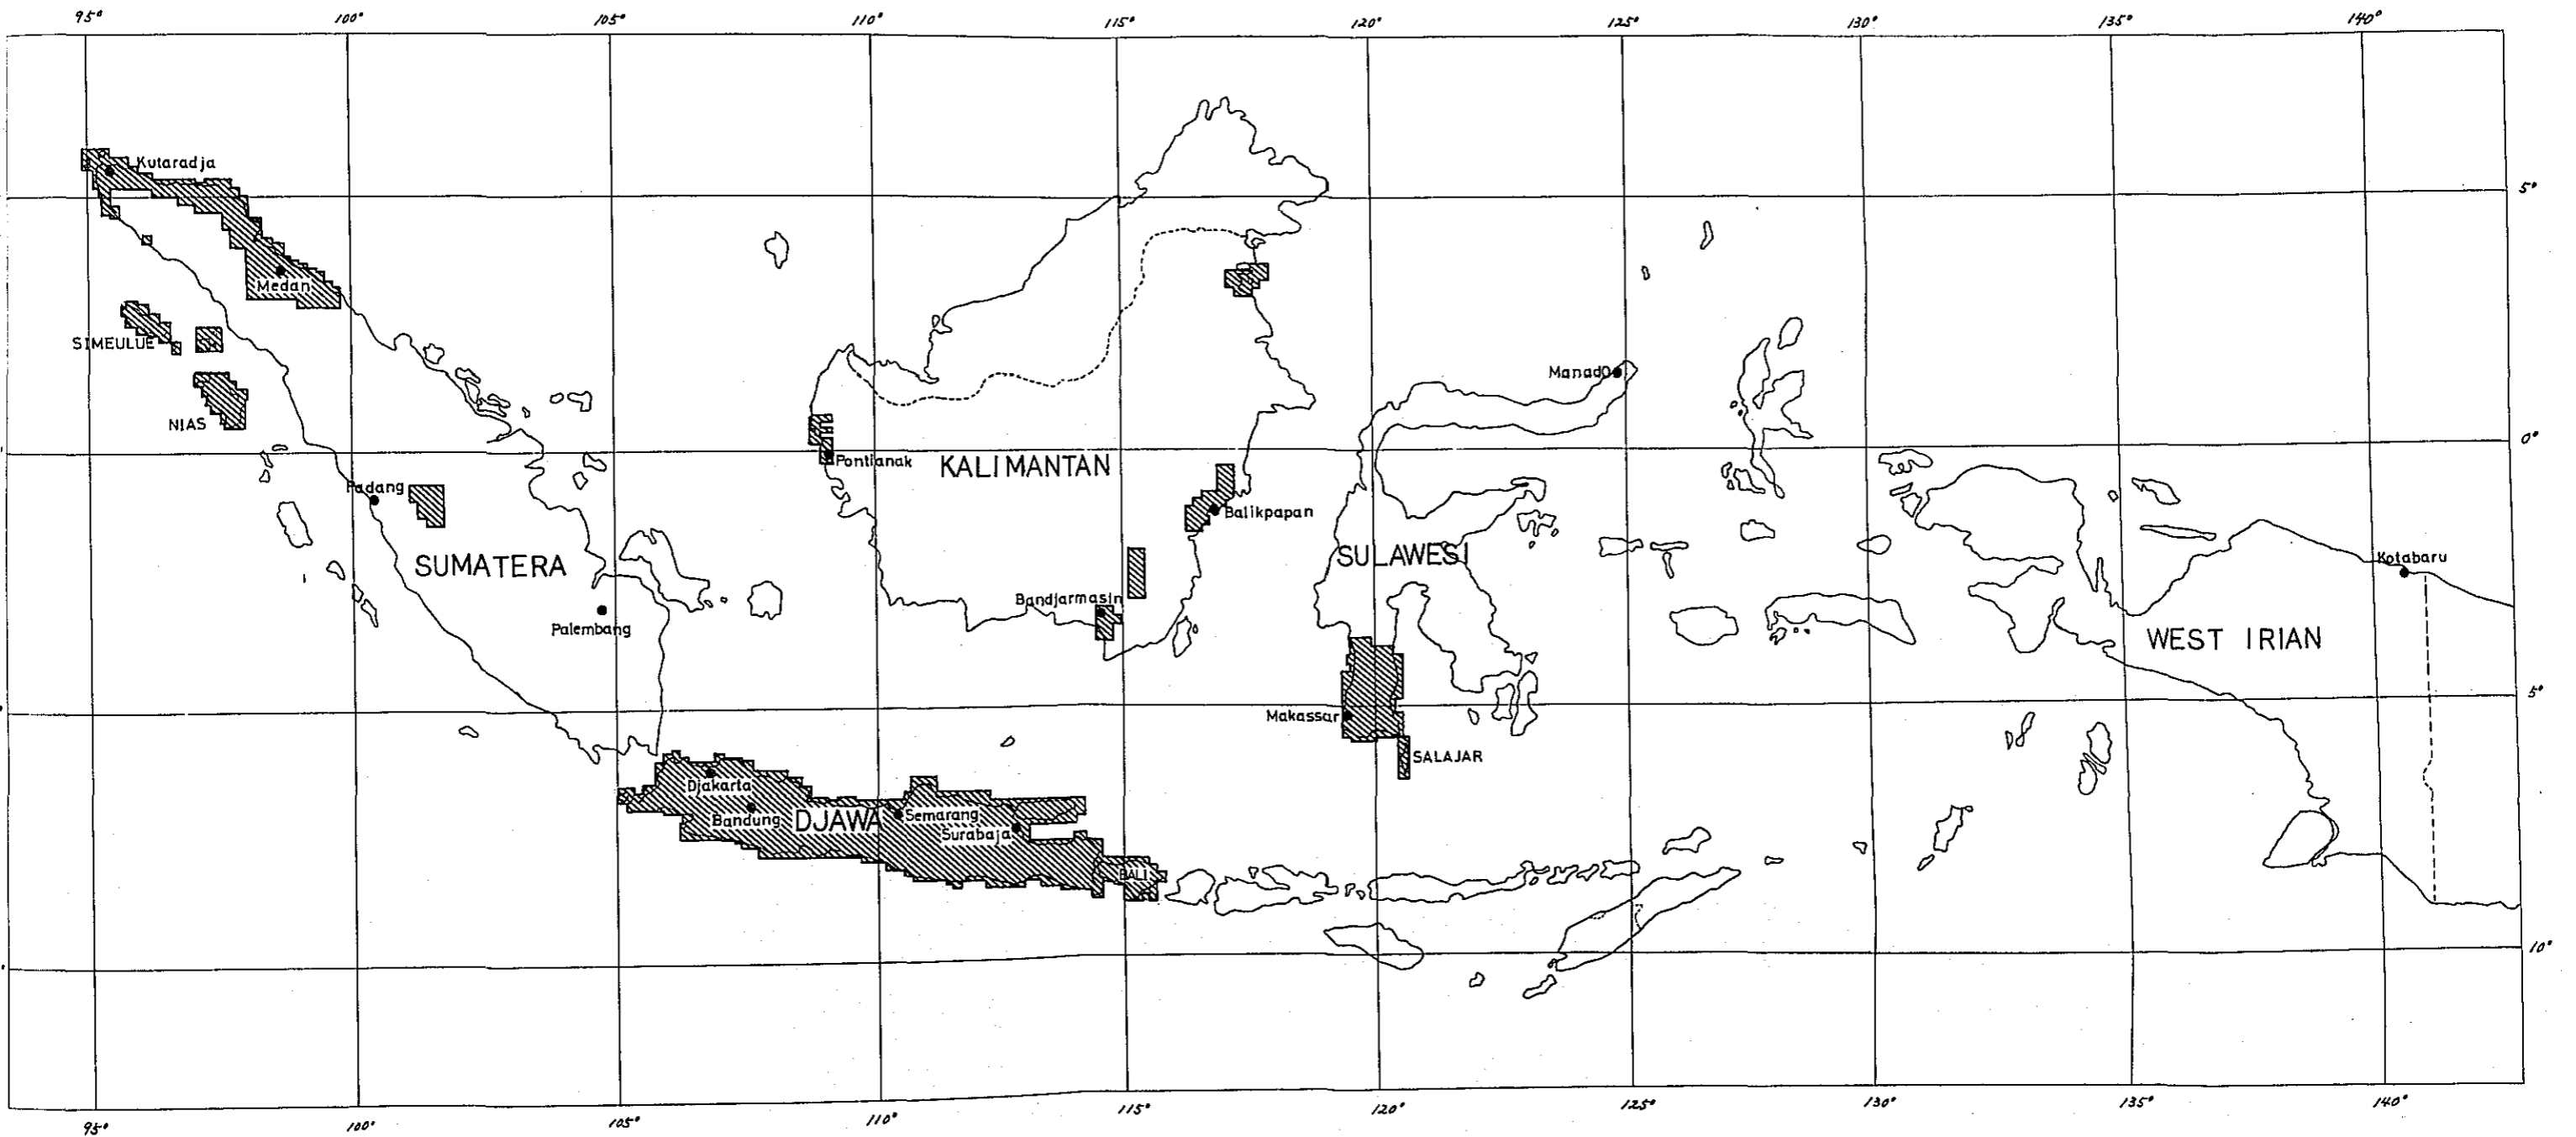 95° 100° 105° 110° 115° 120° 125° 130° 135° 140°
Kutaradja
5°
Medan
SIMEULUE
Manado
NIAS
0°
Pontianak
KALIMANTAN
Padang
Balikpapan
SULAWESI
SUMATERA
Kotabaru
Bandjarmasin
Palembang
WEST IRIAN
5°
Makassar
SALAJAR
Djakarta
Bandung
DJAWA
Semarang
Surabaja
BALI
10°
95° 100° 105° 110° 115° 120° 125° 130° 135° 140°